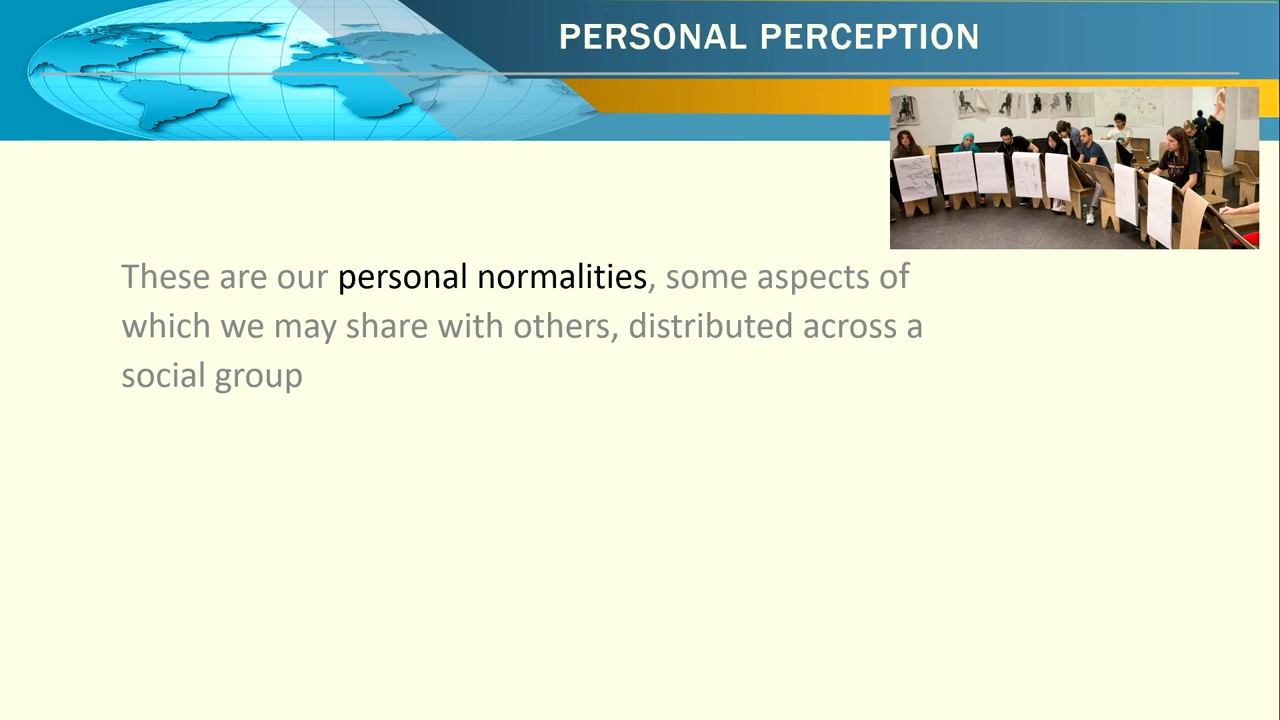 PERSONAL PERCEPTION
These are our personal normalities, some aspects of
which we may share with others, distributed across a
social group